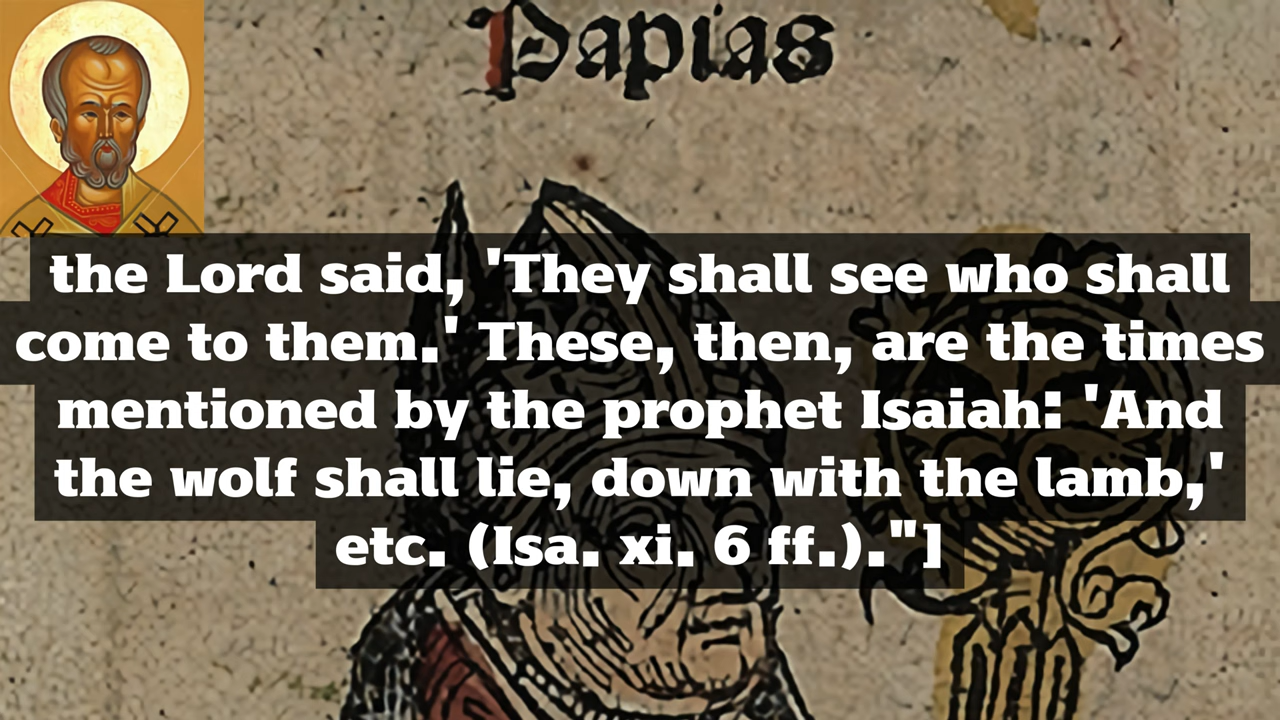 Papias
the Lord said, 'They shall see who shall
come to them.' These, then, are the times
mentioned by the prophet Isaiah: 'And
the wolf shall lie, down with the lamb,'
etc. (Isa. xi. 6 ff.)."]